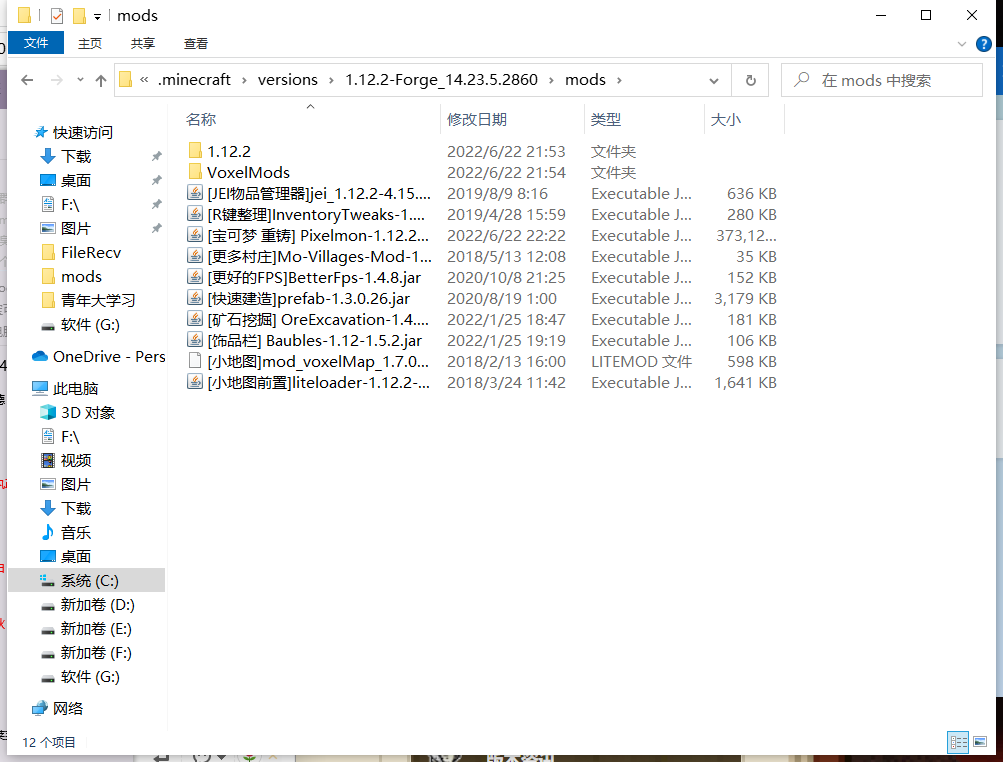 mods
文件 主页 共享 查看
« .minecraft › versions › 1.12.2-Forge_14.23.5.2860 › mods ›
在 mods 中搜索
名称 修改日期 类型 大小
1.12.2 2022/6/22 21:53 文件夹
VoxelMods 2022/6/22 21:54 文件夹
[JEI物品管理器]jei_1.12.2-4.15.... 2019/8/9 8:16 Executable J... 636 KB
[R键整理]InventoryTweaks-1.... 2019/4/28 15:59 Executable J... 280 KB
[宝可梦 重铸] Pixelmon-1.12.2... 2022/6/22 22:22 Executable J... 373,12...
[更多村庄]Mo-Villages-Mod-1... 2018/5/13 12:08 Executable J... 35 KB
[更好的FPS]BetterFps-1.4.8.jar 2020/10/8 21:25 Executable J... 152 KB
[快速建造]prefab-1.3.0.26.jar 2020/8/19 1:00 Executable J... 3,179 KB
[矿石挖掘] OreExcavation-1.4.... 2022/1/25 18:47 Executable J... 181 KB
[饰品栏] Baubles-1.12-1.5.2.jar 2022/1/25 19:19 Executable J... 106 KB
[小地图]mod_voxelMap_1.7.0... 2018/2/13 16:00 LITEMOD 文件 598 KB
[小地图前置]liteloader-1.12.2-... 2018/3/24 11:42 Executable J... 1,641 KB
快速访问
下载
桌面
F:\
图片
FileRecv
mods
青年大学习
软件 (G:)
OneDrive - Pers
此电脑
3D 对象
F:\
视频
图片
下载
音乐
桌面
系统 (C:)
新加卷 (D:)
新加卷 (E:)
新加卷 (F:)
软件 (G:)
网络
12 个项目